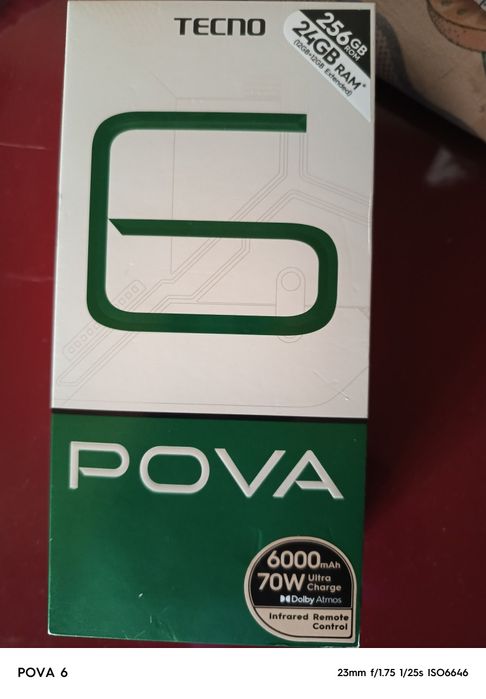 TECNO
256GB ROM
24GB RAM*
(12GB+12GB Extended)
6
POVA
6000mAh
70W Ultra Charge
Dolby Atmos
Infrared Remote
Control
POVA 6
23mm f/1.75 1/25s ISO6646